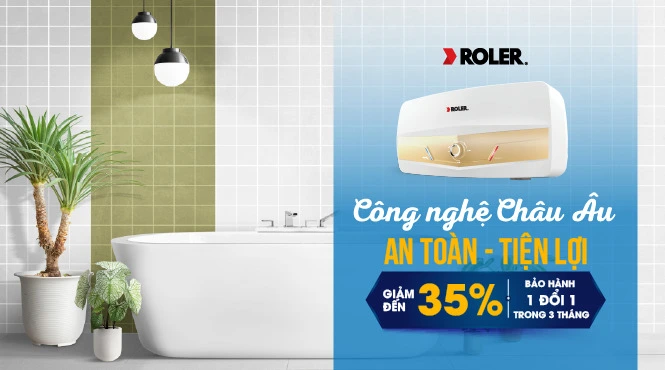 ROLER.
ROLER.
Công nghệ Châu Âu
AN TOÀN - TIỆN LỢI
GIẢM
ĐẾN
35%
BẢO HÀNH
1 ĐỔI 1
TRONG 3 THÁNG